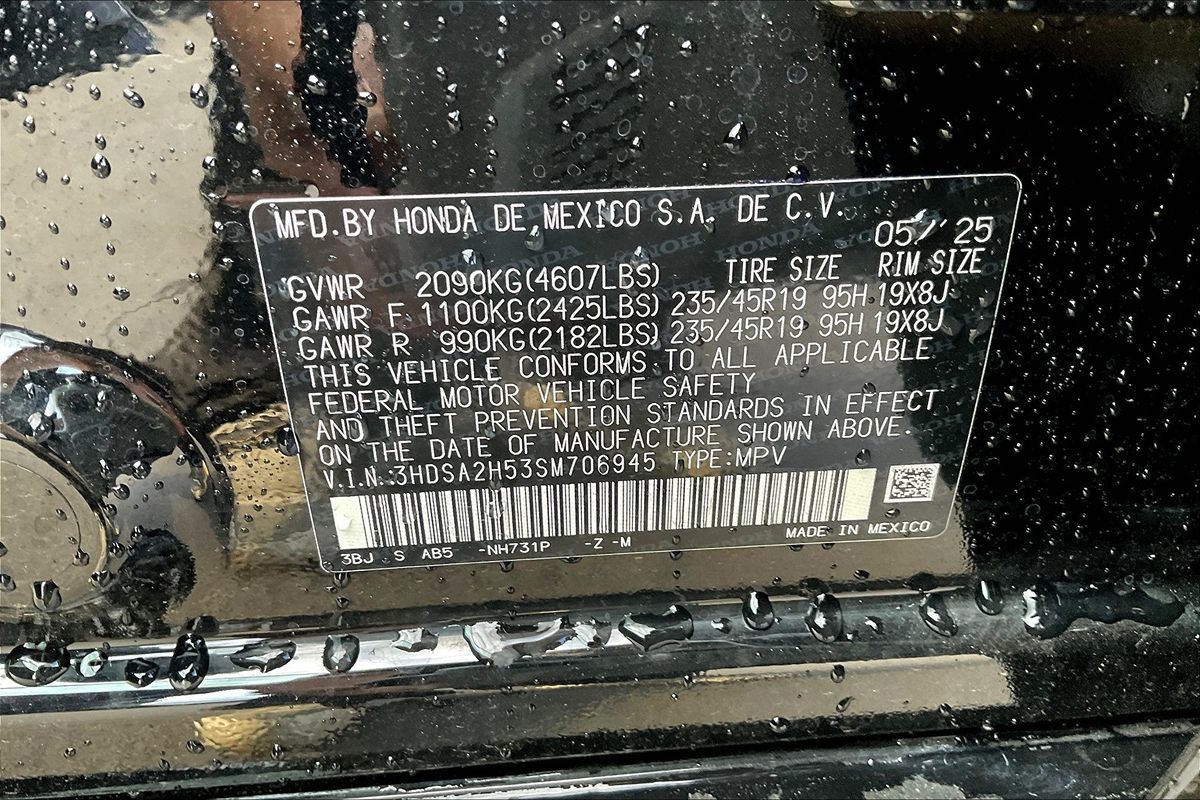 MFD.BY HONDA DE MEXICO S.A. DE C.V.
05/'25
GVWR 2090KG(4607LBS) TIRE SIZE RIM SIZE
GAWR F 1100KG(2425LBS) 235/45R19 95H 19X8J
GAWR R 990KG(2182LBS) 235/45R19 95H 19X8J
THIS VEHICLE CONFORMS TO ALL APPLICABLE
FEDERAL MOTOR VEHICLE SAFETY
AND THEFT PREVENTION STANDARDS IN EFFECT
ON THE DATE OF MANUFACTURE SHOWN ABOVE.
V.I.N.:3HDSA2H53SM706945 TYPE:MPV
MADE IN MEXICO
3BJ S AB5 -NH731P -Z -M